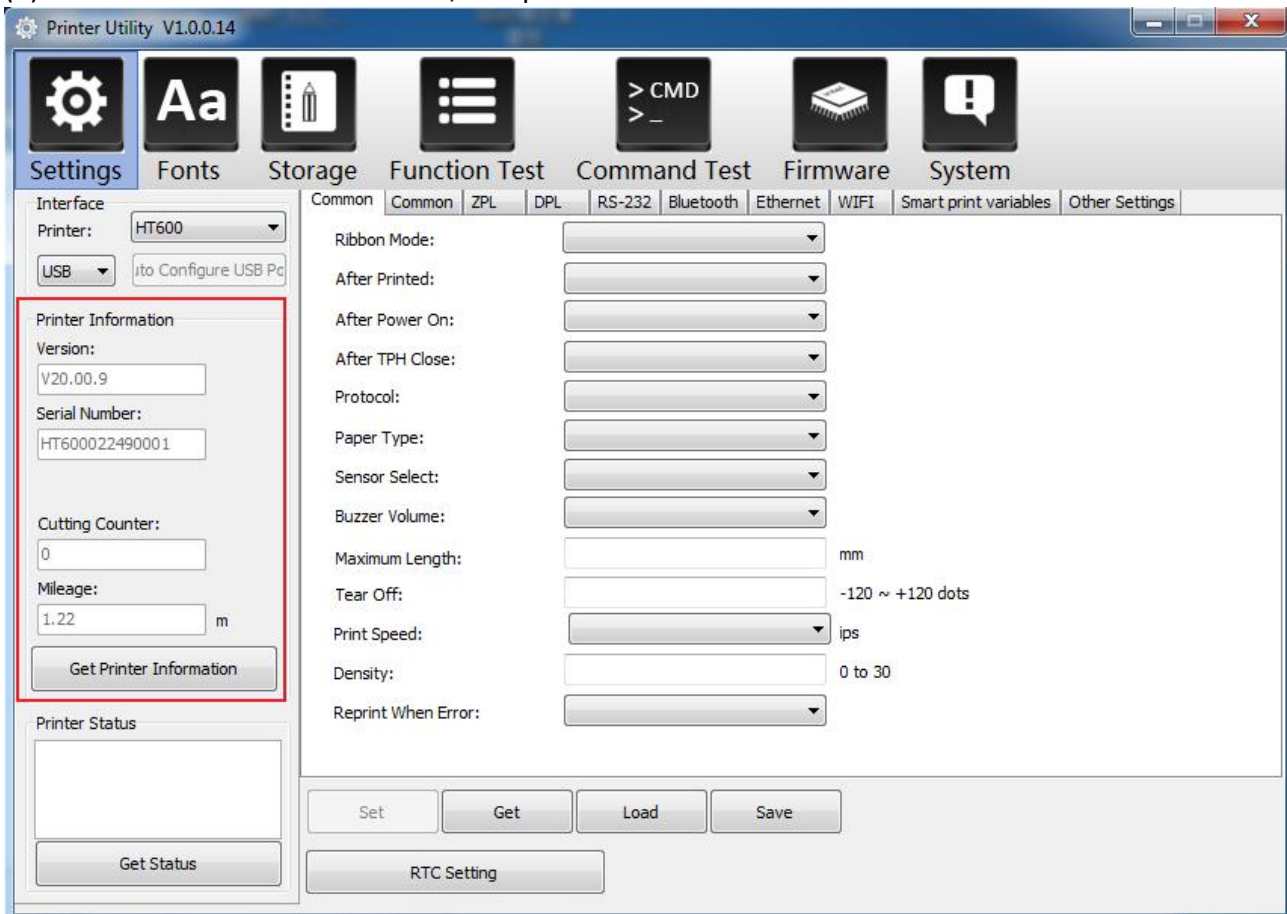 Printer Utility V1.0.0.14
> CMD
> _
Aa
Settings Fonts Storage Function Test Command Test Firmware System
Interface
Printer: HT600
USB uto Configure USB Po
Printer Information
Version:
V20.00.9
Serial Number:
HT600022490001
Cutting Counter:
0
Mileage:
1.22 m
Get Printer Information
Printer Status
Get Status
Common Common ZPL DPL RS-232 Bluetooth Ethernet WIFI Smart print variables Other Settings
Ribbon Mode:
After Printed:
After Power On:
After TPH Close:
Protocol:
Paper Type:
Sensor Select:
Buzzer Volume:
Maximum Length: mm
Tear Off: -120 ~ +120 dots
Print Speed: ips
Density: 0 to 30
Reprint When Error:
Set Get Load Save
RTC Setting